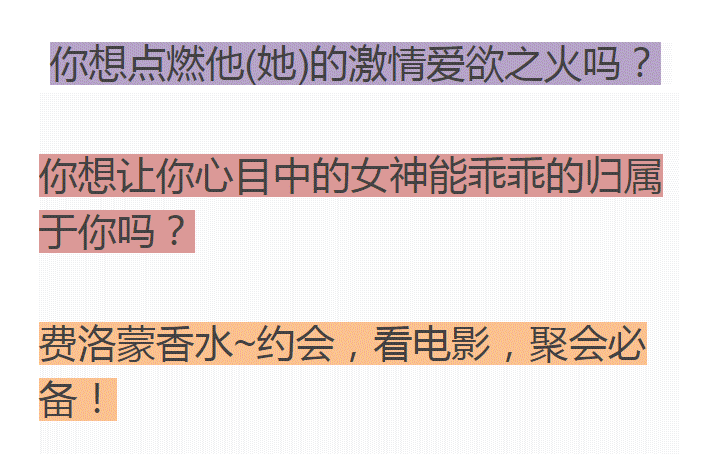 你想点燃他(她)的激情爱欲之火吗？
你想让你心目中的女神能乖乖的归属
于你吗？
费洛蒙香水~约会，看电影，聚会必
备！